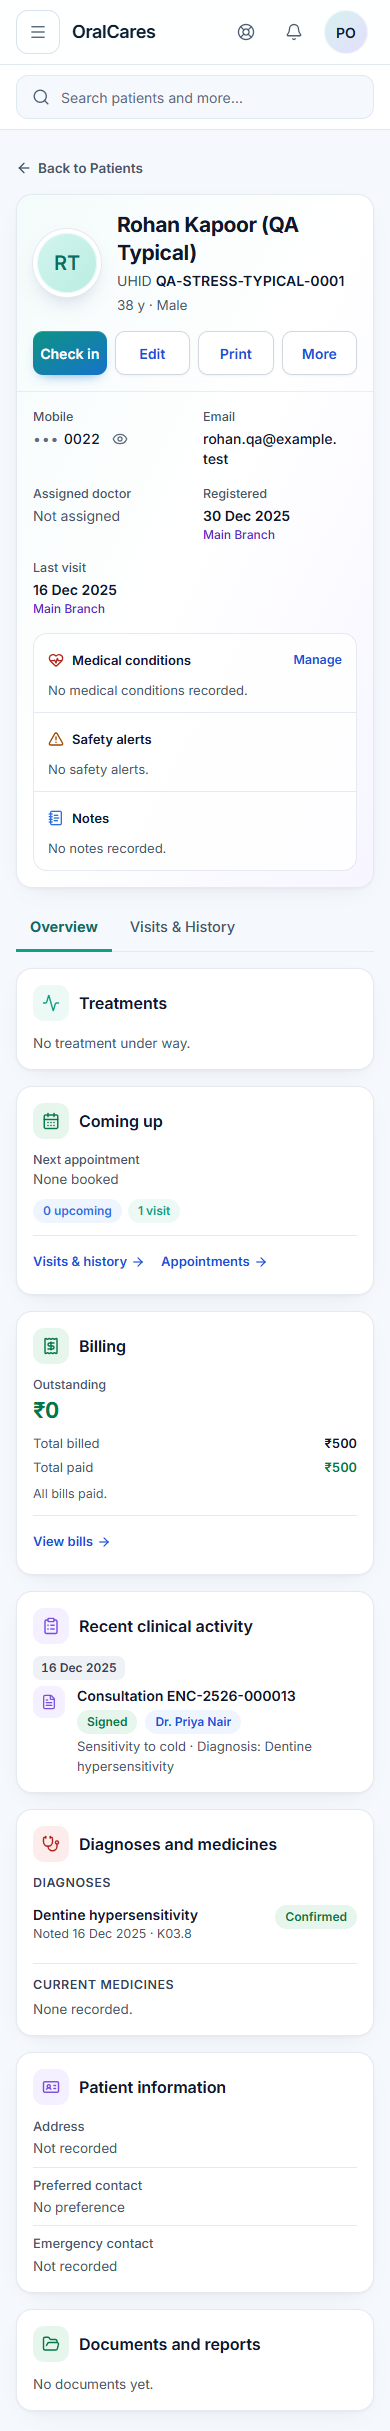 OralCares
PO
Search patients and more...
Back to Patients
RT
Rohan Kapoor (QA
Typical)
UHID QA-STRESS-TYPICAL-0001
38 y · Male
Check in
Edit
Print
More
Mobile
••• 0022
Email
rohan.qa@example.
test
Assigned doctor
Not assigned
Registered
30 Dec 2025
Main Branch
Last visit
16 Dec 2025
Main Branch
Medical conditions
Manage
No medical conditions recorded.
Safety alerts
No safety alerts.
Notes
No notes recorded.
Overview
Visits & History
Treatments
No treatment under way.
Coming up
Next appointment
None booked
0 upcoming
1 visit
Visits & history →
Appointments →
Billing
Outstanding
₹0
Total billed ₹500
Total paid ₹500
All bills paid.
View bills →
Recent clinical activity
16 Dec 2025
Consultation ENC-2526-000013
Signed
Dr. Priya Nair
Sensitivity to cold · Diagnosis: Dentine
hypersensitivity
Diagnoses and medicines
DIAGNOSES
Dentine hypersensitivity
Confirmed
Noted 16 Dec 2025 · K03.8
CURRENT MEDICINES
None recorded.
Patient information
Address
Not recorded
Preferred contact
No preference
Emergency contact
Not recorded
Documents and reports
No documents yet.